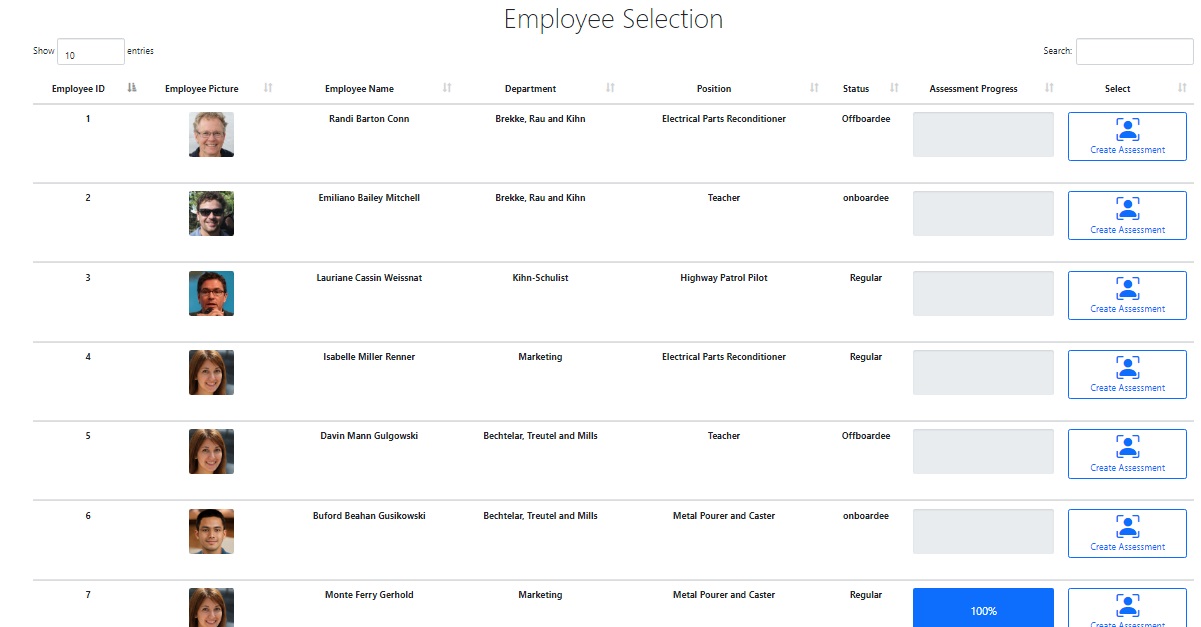 Employee Selection
Show 10 entries Search:
Employee ID Employee Picture Employee Name Department Position Status Assessment Progress Select
1 Randi Barton Conn Brekke, Rau and Kihn Electrical Parts Reconditioner Offboardee
Create Assessment
2 Emiliano Bailey Mitchell Brekke, Rau and Kihn Teacher onboardee
Create Assessment
3 Lauriane Cassin Weissnat Kihn-Schulist Highway Patrol Pilot Regular
Create Assessment
4 Isabelle Miller Renner Marketing Electrical Parts Reconditioner Regular
Create Assessment
5 Davin Mann Gulgowski Bechtelar, Treutel and Mills Teacher Offboardee
Create Assessment
6 Buford Beahan Gusikowski Bechtelar, Treutel and Mills Metal Pourer and Caster onboardee
Create Assessment
7 Monte Ferry Gerhold Marketing Metal Pourer and Caster Regular
100%
Create Assessment